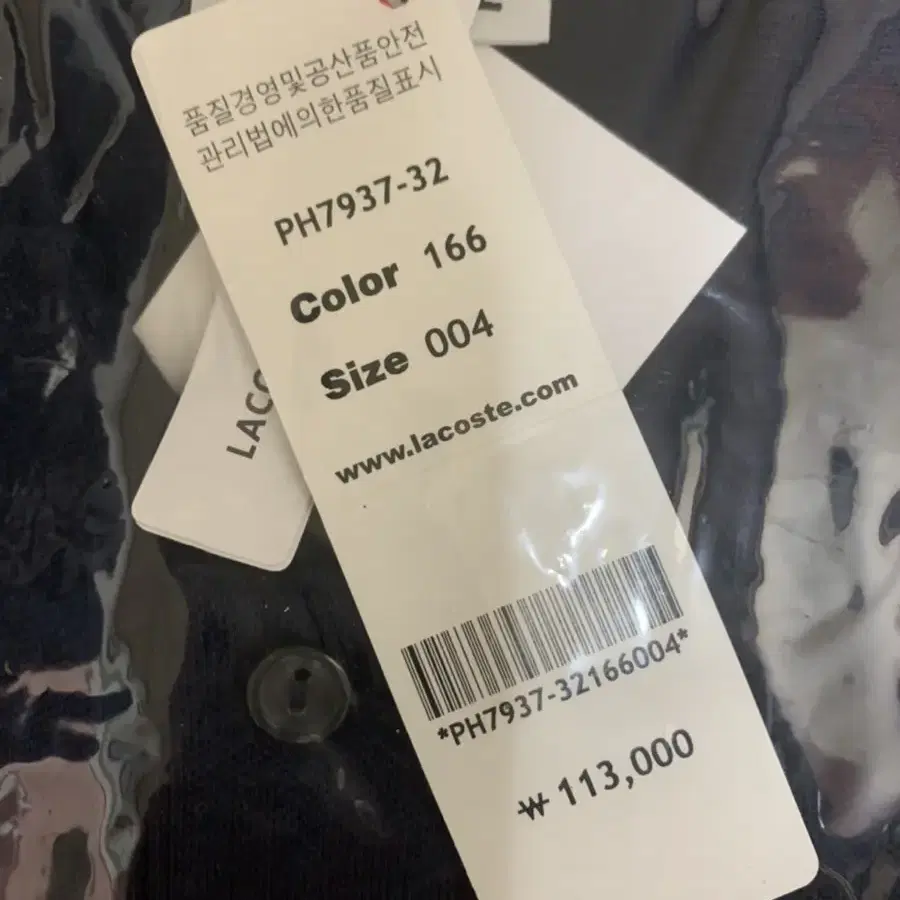 품질경영및공산품안전
관리법에의한품질표시
PH7937-32
Color 166
Size 004
www.lacoste.com
LACO
*PH7937-32166004*
₩ 113,000